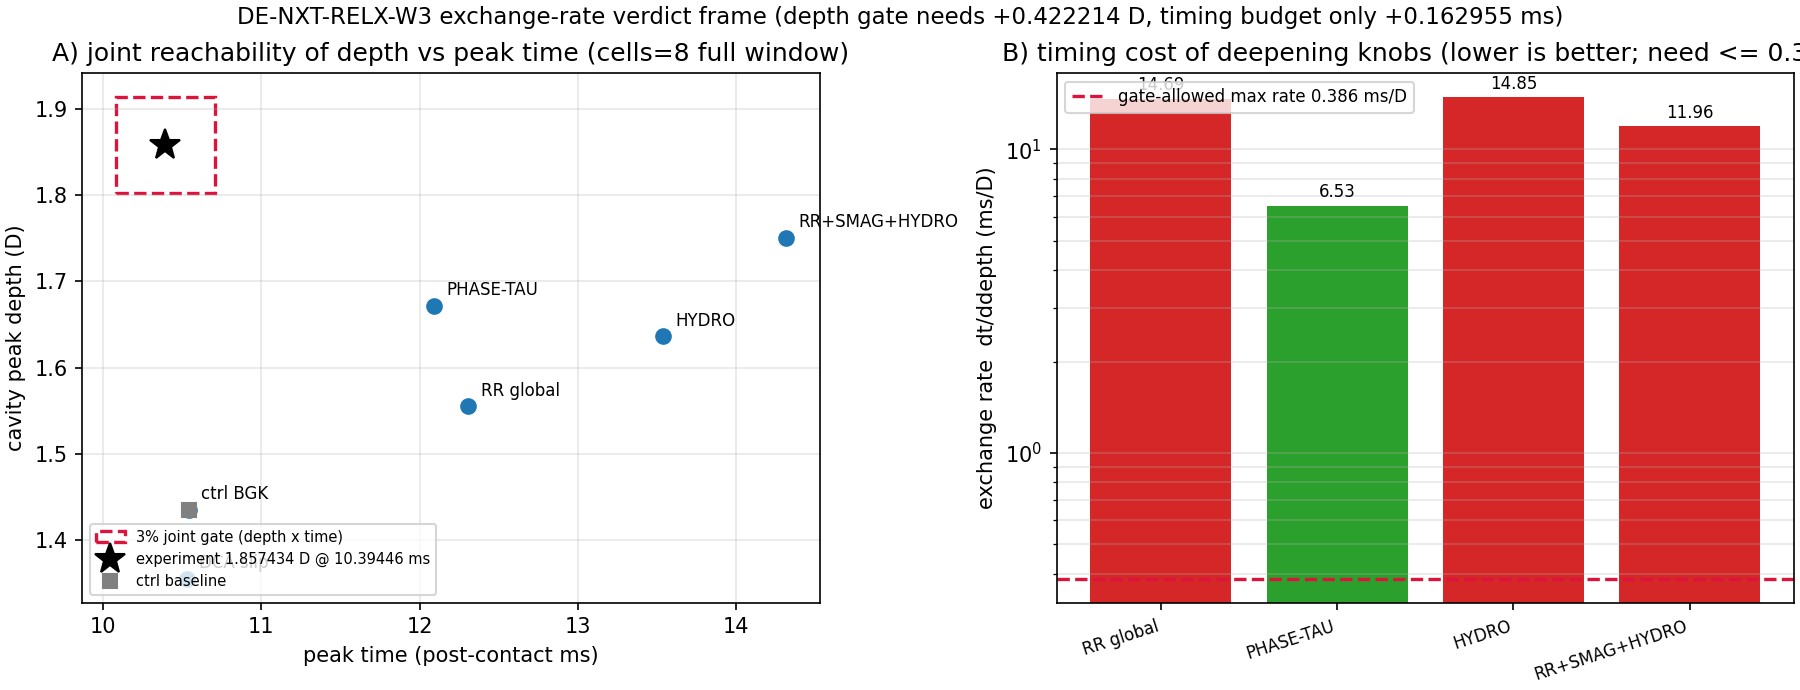 DE-NXT-RELX-W3 exchange-rate verdict frame (depth gate needs +0.422214 D, timing budget only +0.162955 ms)
A) joint reachability of depth vs peak time (cells=8 full window)
cavity peak depth (D)
1.9
1.8
1.7
1.6
1.5
1.4
RR+SMAG+HYDRO
PHASE-TAU
HYDRO
RR global
ctrl BGK
3% joint gate (depth x time)
experiment 1.857434 D @ 10.39446 ms
ctrl baseline
10 11 12 13 14
peak time (post-contact ms)
B) timing cost of deepening knobs (lower is better; need <= 0.3
exchange rate dt/ddepth (ms/D)
10¹
10⁰
gate-allowed max rate 0.386 ms/D
14.69
6.53
14.85
11.96
RR global
PHASE-TAU
HYDRO
RR+SMAG+HYDRO